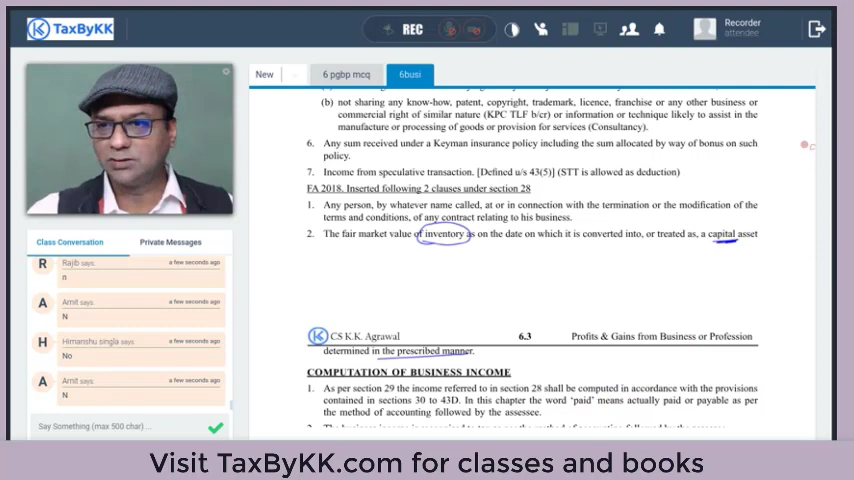 TaxByKK
REC
Recorder
attendee
New
6 pgbp mcq
6busi
(b) not sharing any know-how, patent, copyright, trademark, licence, franchise or any other business or
commercial right of similar nature (KPC TLF b/cr) or information or technique likely to assist in the
manufacture or processing of goods or provision for services (Consultancy).
6. Any sum received under a Keyman insurance policy including the sum allocated by way of bonus on such
policy.
7. Income from speculative transaction. [Defined u/s 43(5)] (STT is allowed as deduction)
FA 2018. Inserted following 2 clauses under section 28
1. Any person, by whatever name called, at or in connection with the termination or the modification of the
terms and conditions, of any contract relating to his business.
2. The fair market value of inventory as on the date on which it is converted into, or treated as, a capital asset
CS K.K. Agrawal 6.3 Profits & Gains from Business or Profession
determined in the prescribed manner.
COMPUTATION OF BUSINESS INCOME
1. As per section 29 the income referred to in section 28 shall be computed in accordance with the provisions
contained in sections 30 to 43D. In this chapter the word 'paid' means actually paid or payable as per
the method of accounting followed by the assessee.
Class Conversation
Private Messages
R
Rajib says:
a few seconds ago
n
A
Amit says:
a few seconds ago
N
H
Himanshu singla says:
a few seconds ago
No
A
Amit says:
a few seconds ago
N
Say Something (max 500 char) ...
Visit TaxByKK.com for classes and books